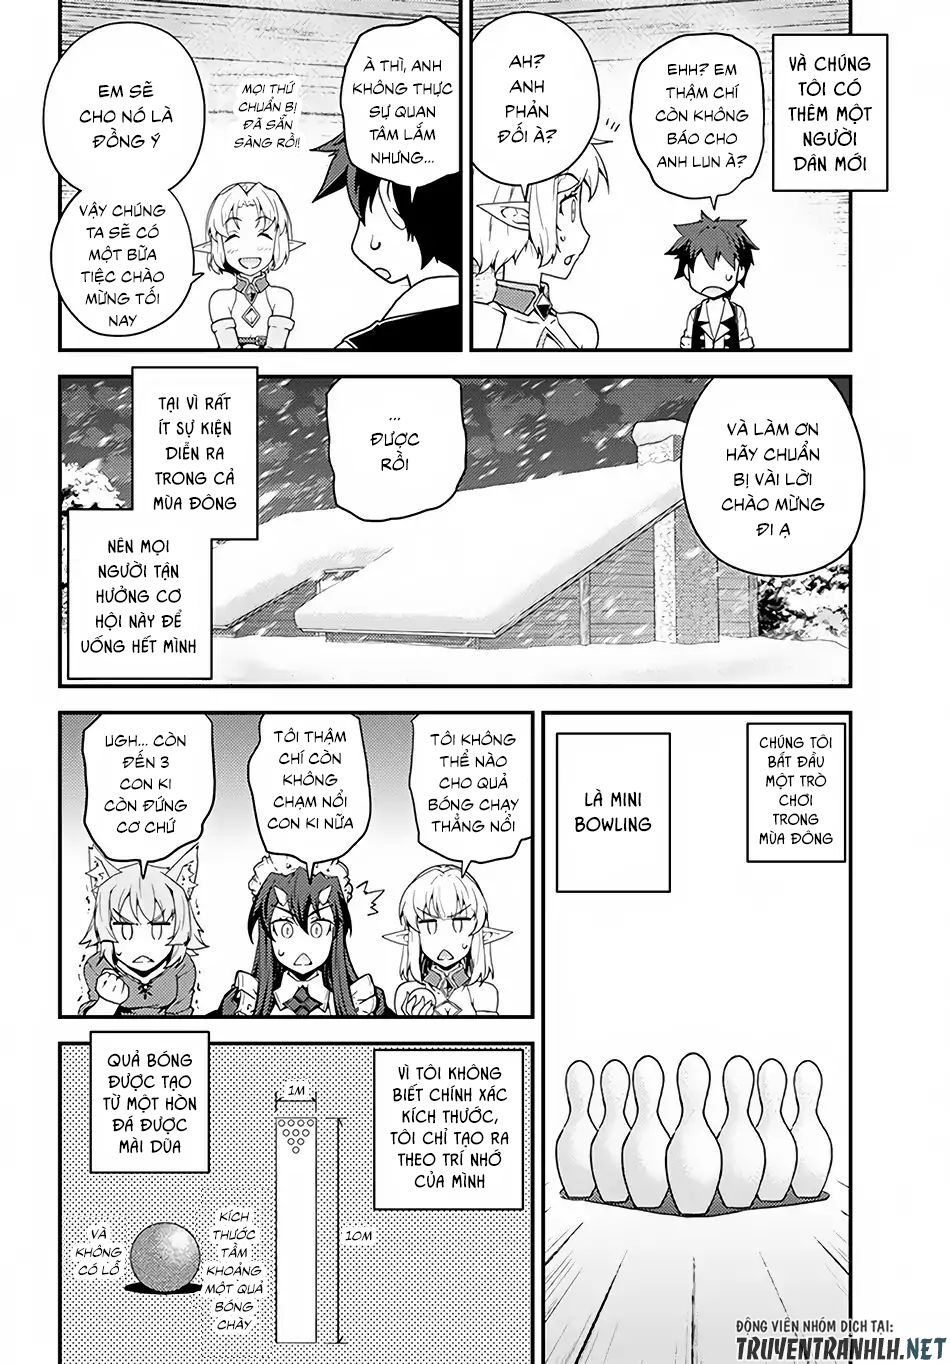 VÀ CHÚNG
TÔI CÓ
THÊM MỘT
NGƯỜI
DÂN MỚI
EHH? EM
THẬM CHÍ
CÒN KHÔNG
BÁO CHO
ANH LUN À?
AH?
ANH
PHẢN
ĐỐI À?
À THÌ, ANH
KHÔNG THỰC
SỰ QUAN
TÂM LẮM
NHƯNG...
MỌI THỨ
CHUẨN BỊ
ĐÃ SẴN
SÀNG RỒI!
EM SẼ
CHO NÓ LÀ
ĐỒNG Ý
VẬY CHÚNG
TA SẼ CÓ
MỘT BỮA
TIỆC CHÀO
MỪNG TỐI
NAY
VÀ LÀM ƠN
HÃY CHUẨN
BỊ VÀI LỜI
CHÀO MỪNG
ĐI Ạ
...
ĐƯỢC
RỒI
TẠI VÌ RẤT
ÍT SỰ KIỆN
DIỄN RA
TRONG CẢ
MÙA ĐÔNG
NÊN MỌI
NGƯỜI TẬN
HƯỞNG CƠ
HỘI NÀY ĐỂ
UỐNG HẾT MÌNH
CHÚNG TÔI
BẮT ĐẦU
MỘT TRÒ
CHƠI
TRONG
MÙA ĐÔNG
LÀ MINI
BOWLING
TÔI KHÔNG
THỂ NÀO
CHO QUẢ
BÓNG CHẠY
THẲNG NỔI
TÔI THẬM
CHÍ CÒN
KHÔNG
CHẠM NỔI
CON KI NỮA
UGH... CÒN
ĐẾN 3
CON KI
CÒN ĐỨNG
CƠ CHỨ
VÌ TÔI KHÔNG
BIẾT CHÍNH XÁC
KÍCH THƯỚC,
TÔI CHỈ TẠO RA
THEO TRÍ NHỚ
CỦA MÌNH
1M
10M
QUẢ BÓNG
ĐƯỢC TẠO
TỪ MỘT HÒN
ĐÁ ĐƯỢC
MÀI DŨA
KÍCH
THƯỚC
TẦM
KHOẢNG
MỘT QUẢ
BÓNG
CHÀY
VÀ
KHÔNG
CÓ LỖ
ĐỘNG VIÊN NHÓM DỊCH TẠI:
TRUYENTRANHLH.NET